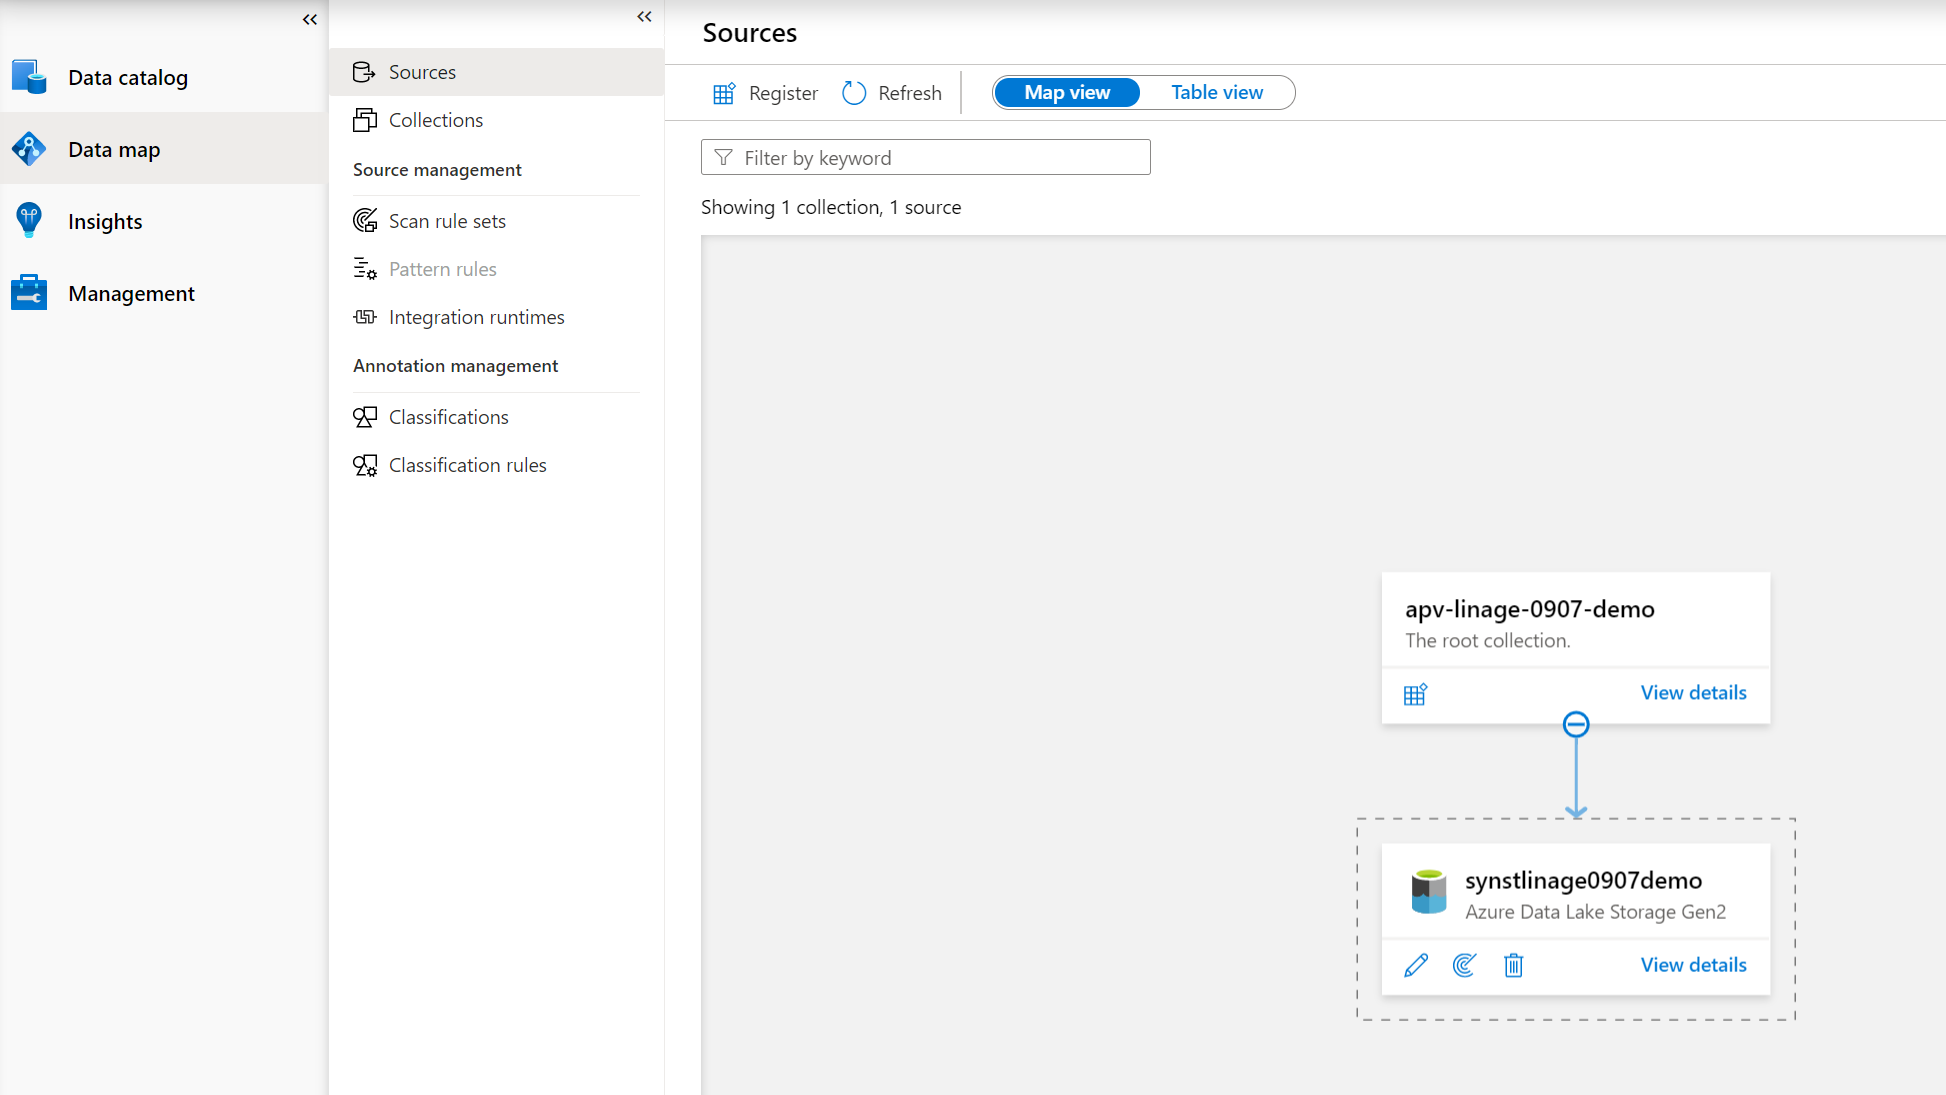 Data catalog
Data map
Insights
Management
Sources
Collections
Source management
Scan rule sets
Pattern rules
Integration runtimes
Annotation management
Classifications
Classification rules
Sources
Register
Refresh
Map view
Table view
Filter by keyword
Showing 1 collection, 1 source
apv-linage-0907-demo
The root collection.
View details
synstlinage0907demo
Azure Data Lake Storage Gen2
View details